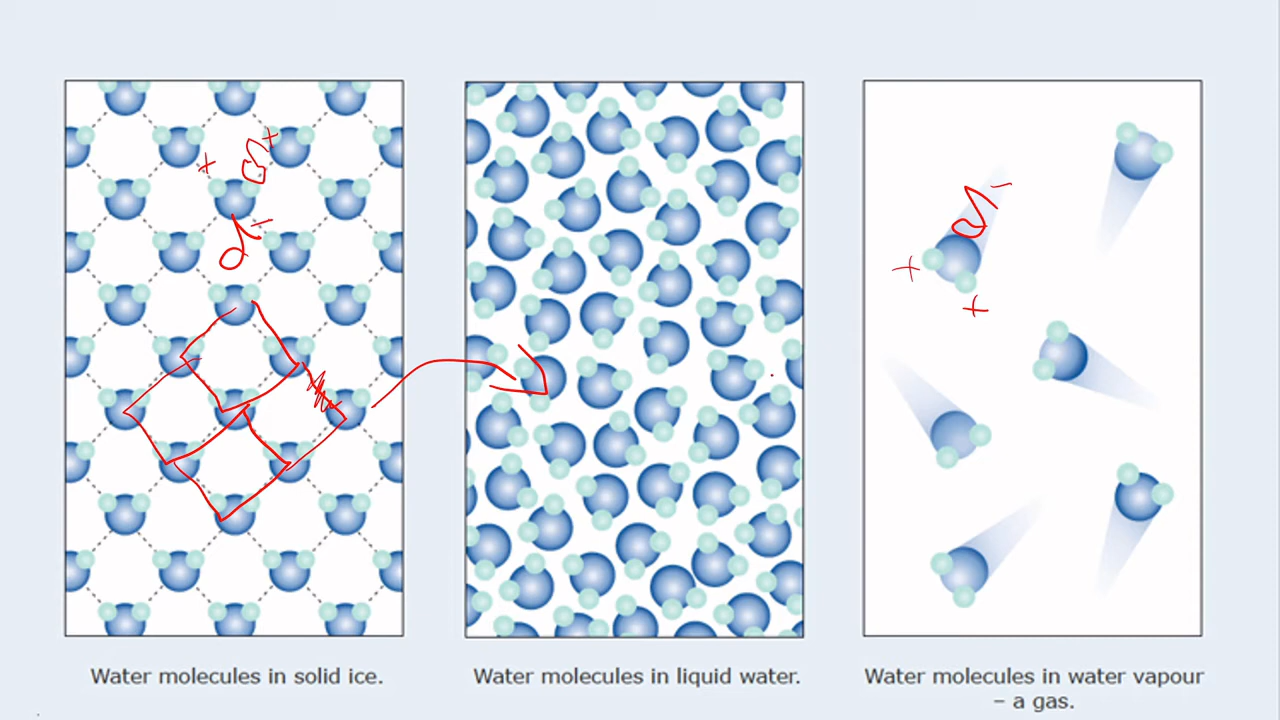 Water molecules in solid ice.
Water molecules in liquid water.
Water molecules in water vapour
– a gas.